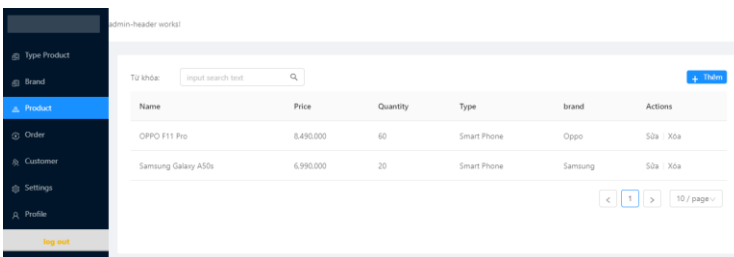 admin-header works!
Type Product
Brand
Product
Order
Customer
Settings
Profile
log out
Từ khóa: input search text
+ Thêm
Name Price Quantity Type brand Actions
OPPO F11 Pro 8,490,000 60 Smart Phone Oppo Sửa Xóa
Samsung Galaxy A50s 6,990,000 20 Smart Phone Samsung Sửa Xóa
< 1 > 10 / page